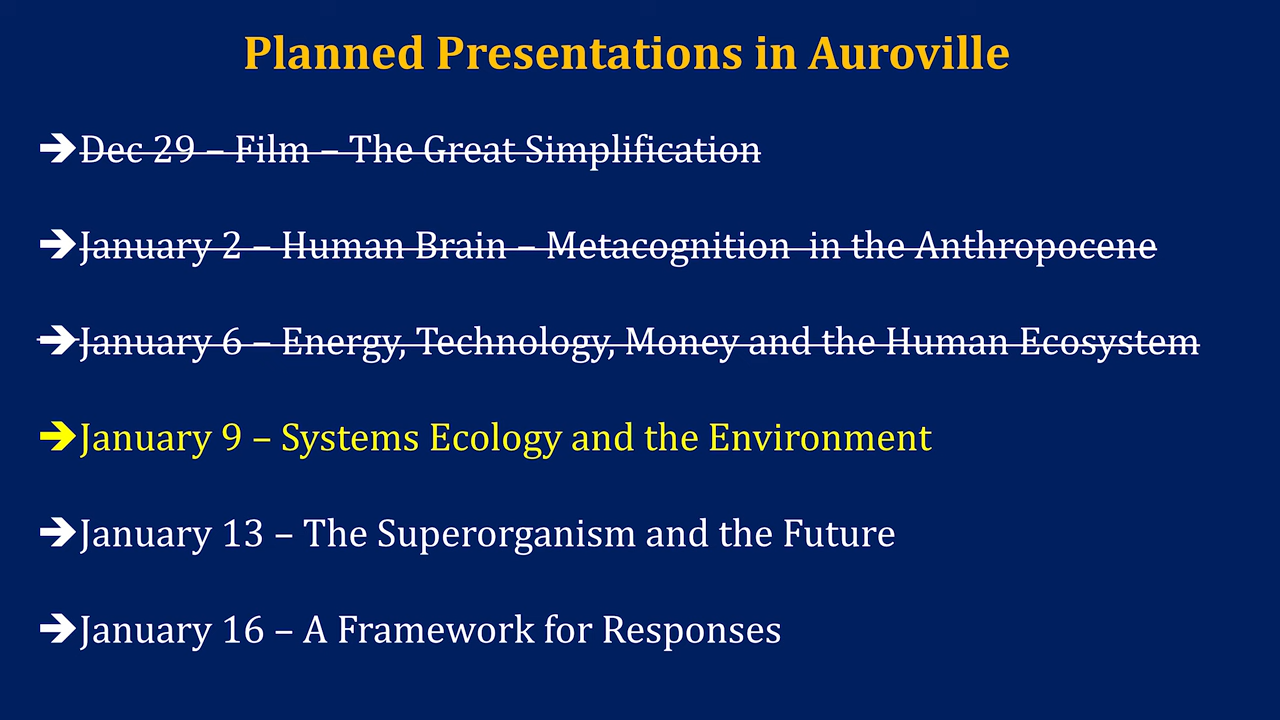 Planned Presentations in Auroville
➔Dec 29 – Film – The Great Simplification
➔January 2 – Human Brain – Metacognition  in the Anthropocene
➔January 6 – Energy, Technology, Money and the Human Ecosystem
➔January 9 – Systems Ecology and the Environment
➔January 13 – The Superorganism and the Future
➔January 16 – A Framework for Responses